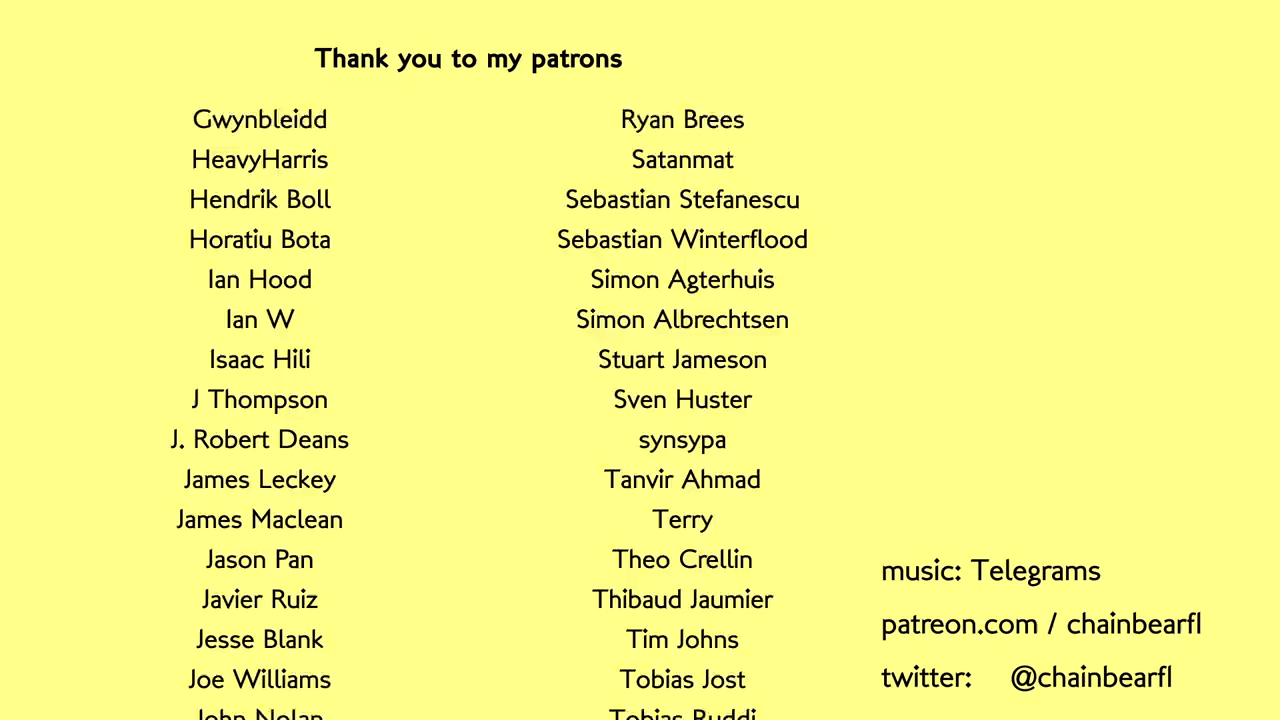 Thank you to my patrons
Gwynbleidd
HeavyHarris
Hendrik Boll
Horatiu Bota
Ian Hood
Ian W
Isaac Hili
J Thompson
J. Robert Deans
James Leckey
James Maclean
Jason Pan
Javier Ruiz
Jesse Blank
Joe Williams
John Nolan
Ryan Brees
Satanmat
Sebastian Stefanescu
Sebastian Winterflood
Simon Agterhuis
Simon Albrechtsen
Stuart Jameson
Sven Huster
synsypa
Tanvir Ahmad
Terry
Theo Crellin
Thibaud Jaumier
Tim Johns
Tobias Jost
Tobias
music: Telegrams
patreon.com / chainbearf1
twitter: @chainbearf1